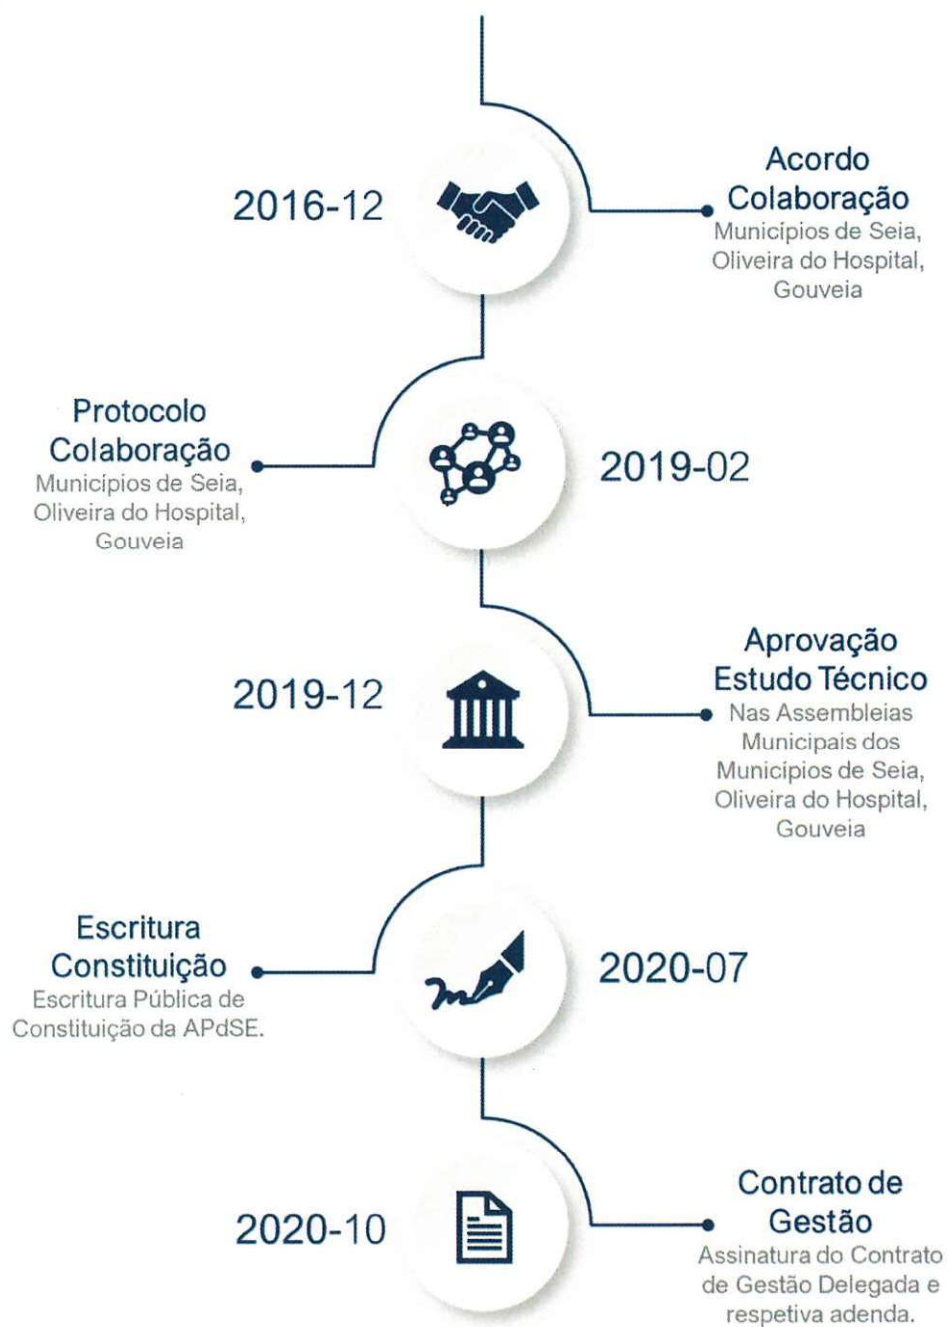 2016-12
Acordo
Colaboração
Municípios de Seia,
Oliveira do Hospital,
Gouveia
Protocolo
Colaboração
Municípios de Seia,
Oliveira do Hospital,
Gouveia
2019-02
2019-12
Aprovação
Estudo Técnico
Nas Assembleias
Municipais dos
Municípios de Seia,
Oliveira do Hospital,
Gouveia
Escritura
Constituição
Escritura Pública de
Constituição da APdSE.
2020-07
2020-10
Contrato de
Gestão
Assinatura do Contrato
de Gestão Delegada e
respetiva adenda.